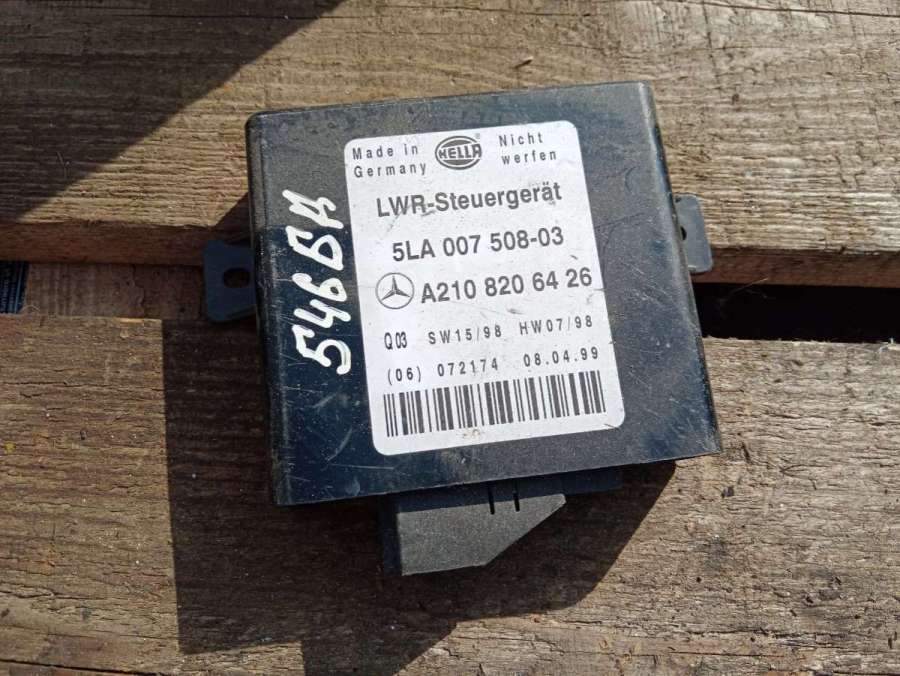 Made in
Germany
HELLA
Nicht
werfen
LWR-Steuergerät
5LA 007 508-03
A210 820 64 26
Q03 SW15/98 HW07/98
(06) 072174 08.04.99
546БН